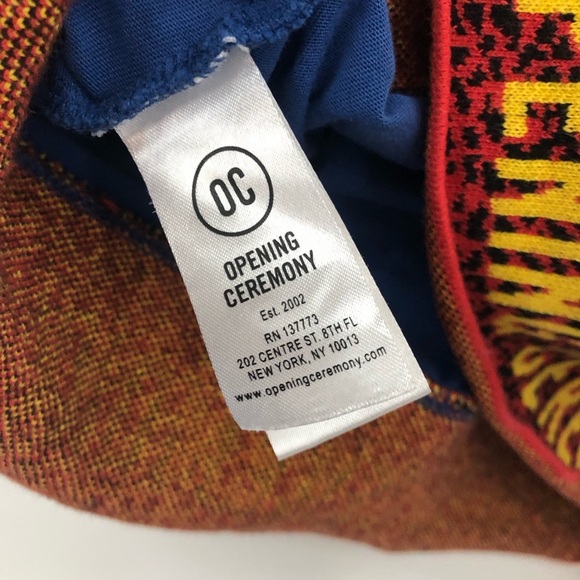 OC
OPENING
CEREMONY
Est. 2002
RN 137773
202 CENTRE ST. 8TH FL
NEW YORK, NY 10013
www.openingceremony.com